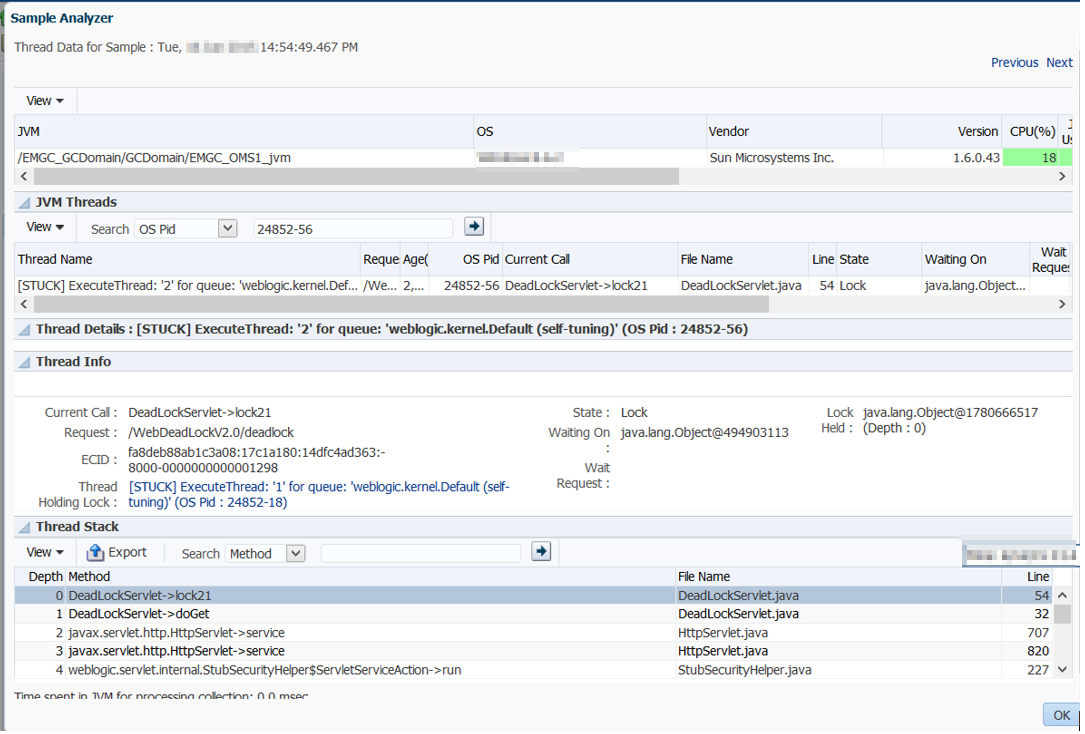 Sample Analyzer
Thread Data for Sample : Tue, 14:54:49.467 PM
Previous Next
View
JVM OS Vendor Version CPU(%)
/EMGC_GCDomain/GCDomain/EMGC_OMS1_jvm Sun Microsystems Inc. 1.6.0.43 18
JVM Threads
View Search OS Pid 24852-56
Thread Name Reque Age( OS Pid Current Call File Name Line State Waiting On Wait Reques
[STUCK] ExecuteThread: '2' for queue: 'weblogic.kernel.Def... /We... 2,... 24852-56 DeadLockServlet->lock21 DeadLockServlet.java 54 Lock java.lang.Object...
Thread Details : [STUCK] ExecuteThread: '2' for queue: 'weblogic.kernel.Default (self-tuning)' (OS Pid : 24852-56)
Thread Info
Current Call : DeadLockServlet->lock21 State : Lock Lock Held : java.lang.Object@1780666517 (Depth : 0)
Request : /WebDeadLockV2.0/deadlock Waiting On : java.lang.Object@494903113
ECID : fa8deb88ab1c3a08:17c1a180:14dfc4ad363:-
8000-0000000000001298 Wait Request :
Thread Holding Lock : [STUCK] ExecuteThread: '1' for queue: 'weblogic.kernel.Default (self-
tuning)' (OS Pid : 24852-18)
Thread Stack
View Export Search Method
Depth Method File Name Line
0 DeadLockServlet->lock21 DeadLockServlet.java 54
1 DeadLockServlet->doGet DeadLockServlet.java 32
2 javax.servlet.http.HttpServlet->service HttpServlet.java 707
3 javax.servlet.http.HttpServlet->service HttpServlet.java 820
4 weblogic.servlet.internal.StubSecurityHelper$ServletServiceAction->run StubSecurityHelper.java 227
Time spent in JVM for processing collection: 0.0 msec
OK